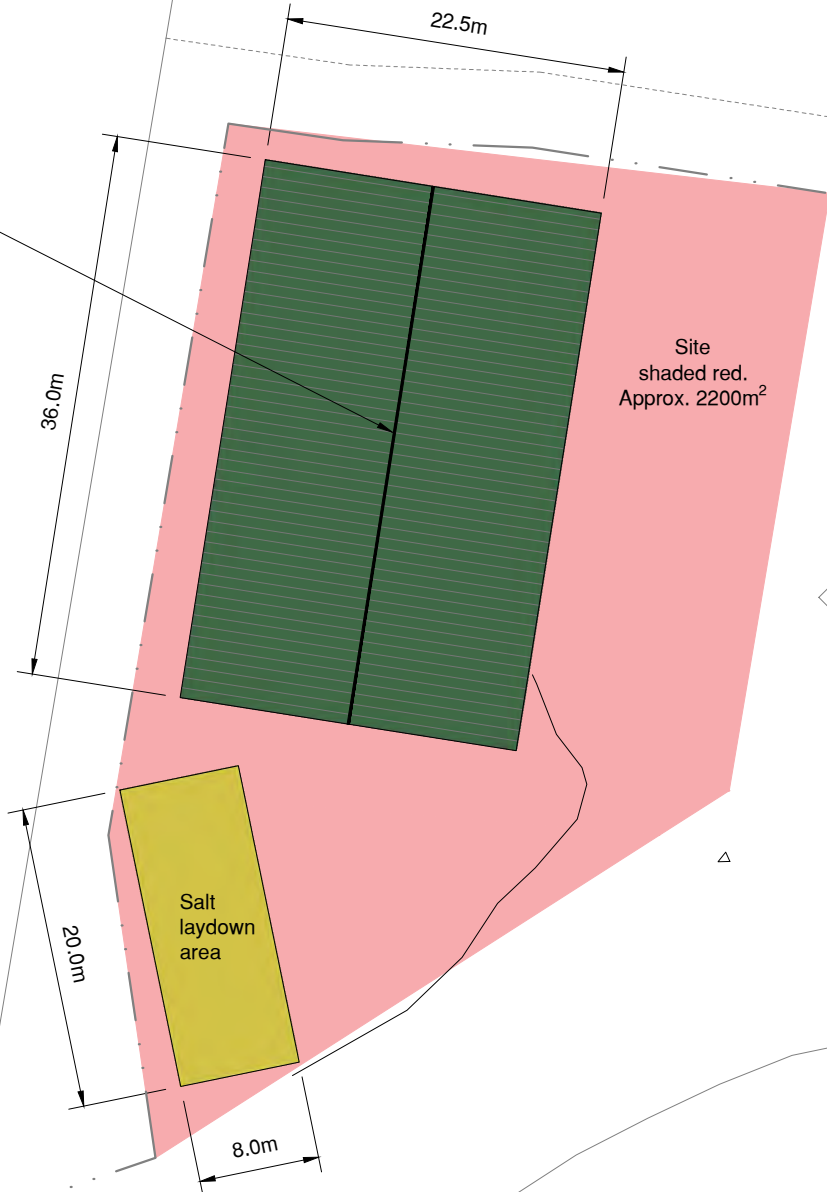 22.5m
36.0m
Site
shaded red.
Approx. 2200m²
Salt
laydown
area
20.0m
8.0m